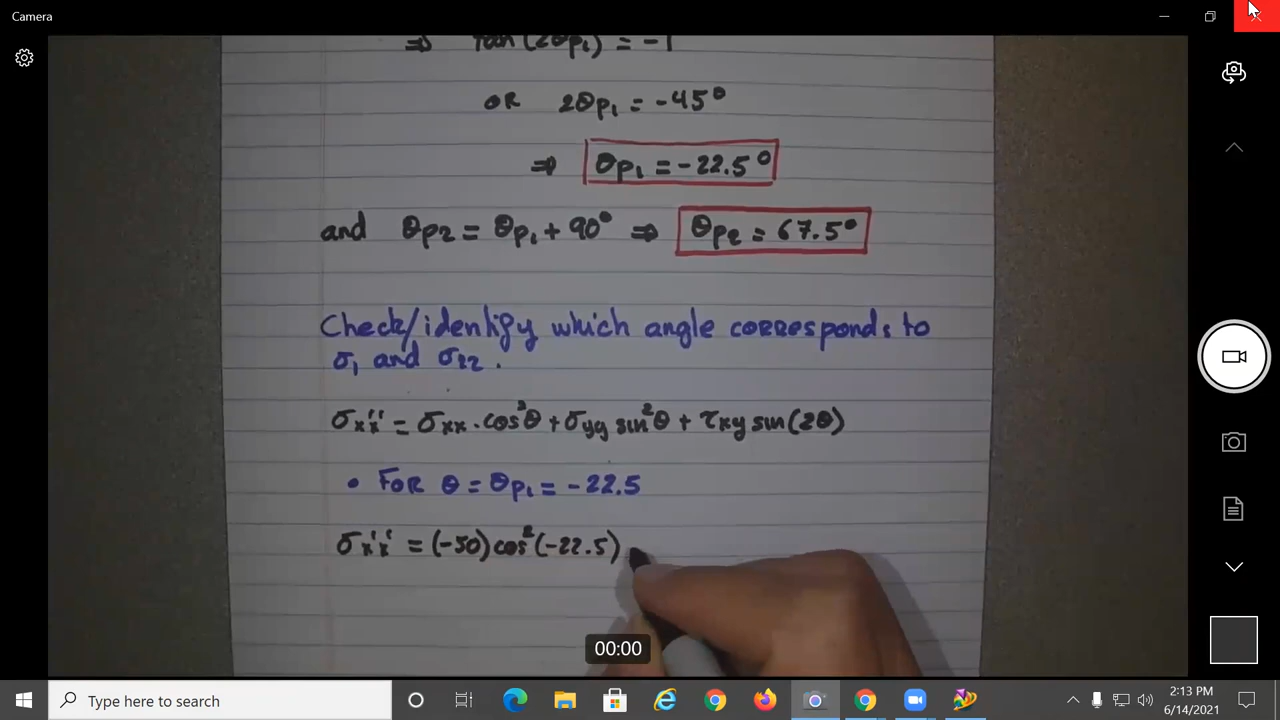 Camera
⇒ tan(2θp₁) = -1
OR 2θp₁ = -45°
⇒ θp₁ = -22.5°
and θp₂ = θp₁ + 90° ⇒ θp₂ = 67.5°
Check/identify which angle corresponds to
σ₁ and σ₂₂.
σx'x' = σxx · cos²θ + σyy sin²θ + τxy sin(2θ)
• FOR θ = θp₁ = -22.5
σx'x' = (-50)cos²(-22.5)
00:00
Type here to search
2:13 PM
6/14/2021